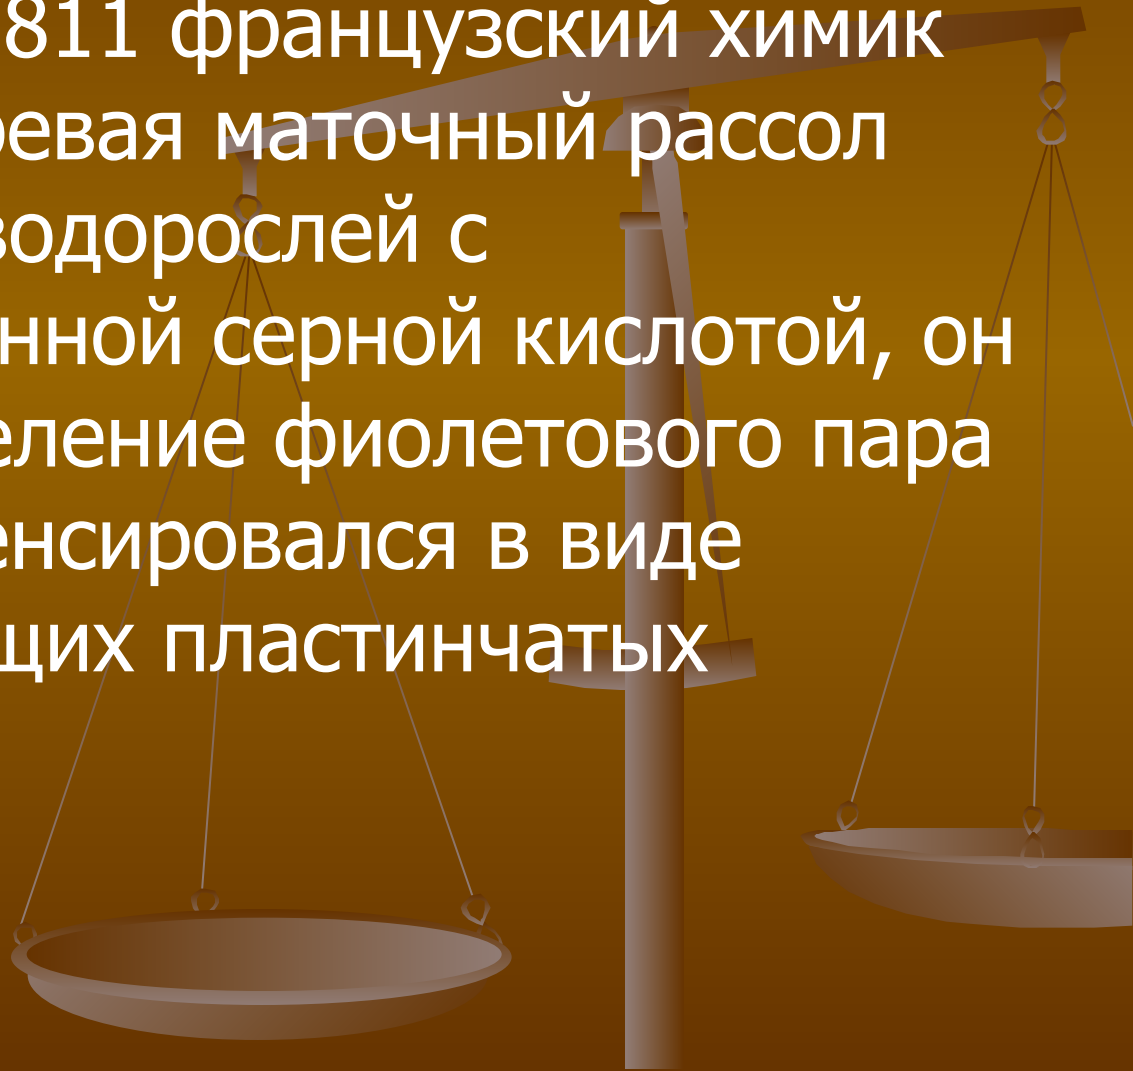 811 французский химик
ревая маточный рассол
водорослей с
нной серной кислотой, он
еление фиолетового пара
енсировался в виде
щих пластинчатых